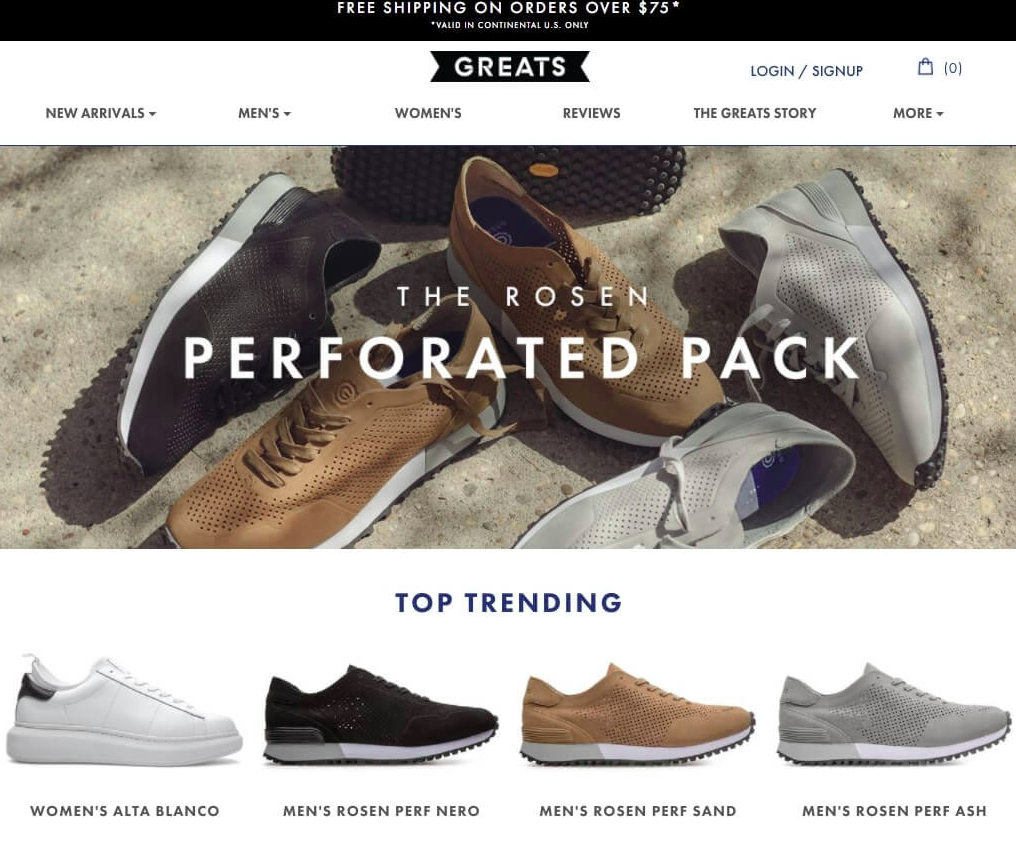 FREE SHIPPING ON ORDERS OVER $75*
*VALID IN CONTINENTAL U.S. ONLY
GREATS
LOGIN / SIGNUP
(0)
NEW ARRIVALS
MEN'S
WOMEN'S
REVIEWS
THE GREATS STORY
MORE
THE ROSEN
PERFORATED PACK
TOP TRENDING
WOMEN'S ALTA BLANCO
MEN'S ROSEN PERF NERO
MEN'S ROSEN PERF SAND
MEN'S ROSEN PERF ASH